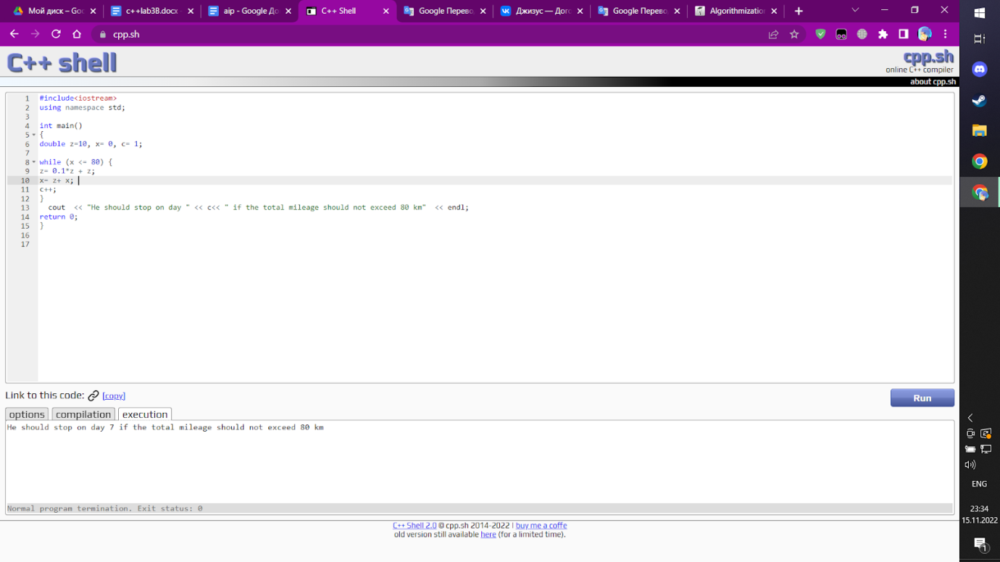 Мой диск – Goo
c++lab3B.docx
aip - Google До
C++ Shell
Google Перево
Джизус — Дого
Google Перево
Algorithmization
cpp.sh
C++ shell
cpp.sh
online C++ compiler
about cpp.sh
1 #include<iostream>
2 using namespace std;
3
4 int main()
5 {
6 double z=10, x= 0, c= 1;
7
8 while (x <= 80) {
9 z= 0.1*z + z;
10 x= z+ x;
11 c++;
12 }
13 cout << "He should stop on day " << c<< " if the total mileage should not exceed 80 km" << endl;
14 return 0;
15 }
16
17
Link to this code: [copy]
Run
options compilation execution
He should stop on day 7 if the total mileage should not exceed 80 km
Normal program termination. Exit status: 0
C++ Shell 2.0 © cpp.sh 2014-2022 | buy me a coffe
old version still available here (for a limited time).
ENG
23:34
15.11.2022
1